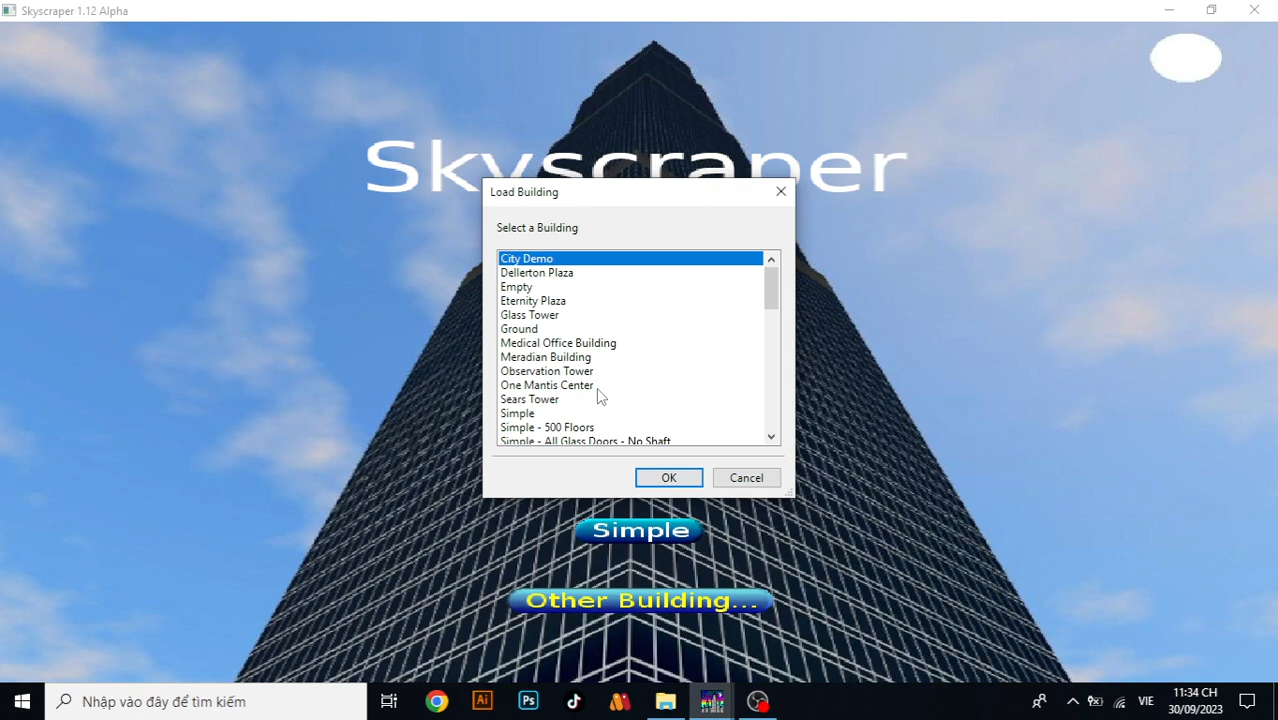 Skyscraper 1.12 Alpha
Skyscraper
Load Building
Select a Building
City Demo
Dellerton Plaza
Empty
Eternity Plaza
Glass Tower
Ground
Medical Office Building
Meradian Building
Observation Tower
One Mantis Center
Sears Tower
Simple
Simple - 500 Floors
Simple - All Glass Doors - No Shaft
OK
Cancel
Simple
Other Building...
Nhập vào đây để tìm kiếm
Ai
Ps
VIE
11:34 CH
30/09/2023